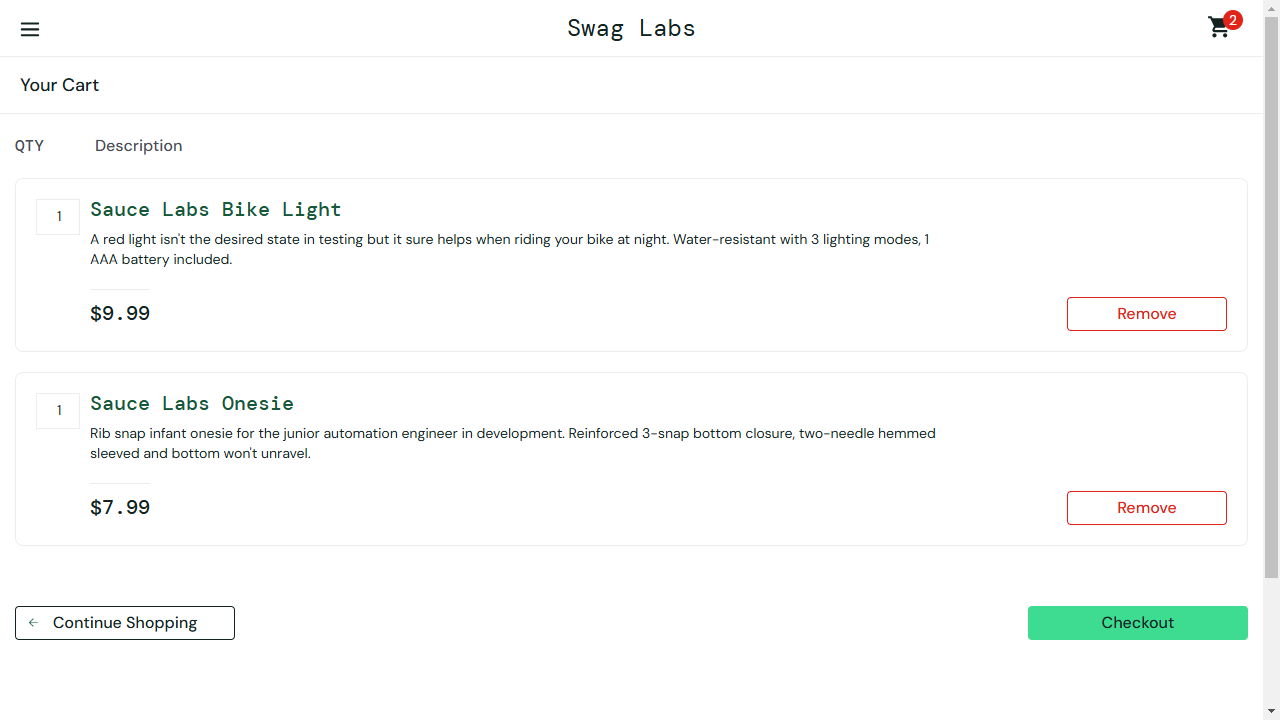 Swag Labs
2
Your Cart
QTY Description
1
Sauce Labs Bike Light
A red light isn't the desired state in testing but it sure helps when riding your bike at night. Water-resistant with 3 lighting modes, 1
AAA battery included.
$9.99
Remove
1
Sauce Labs Onesie
Rib snap infant onesie for the junior automation engineer in development. Reinforced 3-snap bottom closure, two-needle hemmed
sleeved and bottom won't unravel.
$7.99
Remove
Continue Shopping
Checkout